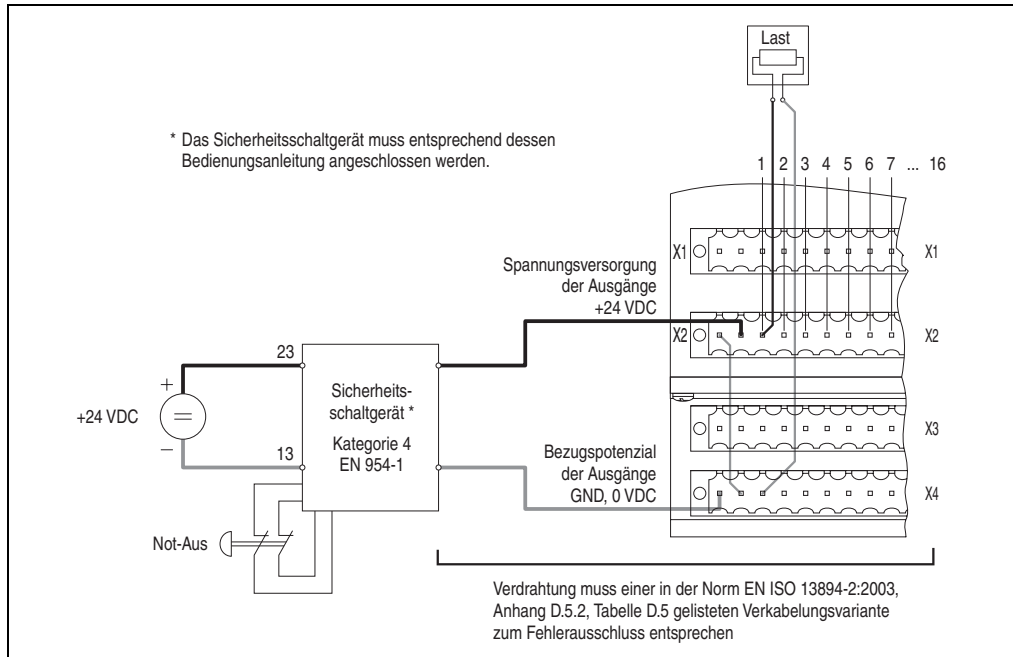 Last
* Das Sicherheitsschaltgerät muss entsprechend dessen
Bedienungsanleitung angeschlossen werden.
1 2 3 4 5 6 7 ... 16
X1
X1
Spannungsversorgung
der Ausgänge
+24 VDC
X2
X2
23
+
+24 VDC
=
–
13
Sicherheits-
schaltgerät *
Kategorie 4
EN 954-1
X3
Bezugspotenzial
der Ausgänge
GND, 0 VDC
X4
Not-Aus
Verdrahtung muss einer in der Norm EN ISO 13894-2:2003,
Anhang D.5.2, Tabelle D.5 gelisteten Verkabelungsvariante
zum Fehlerausschluss entsprechen